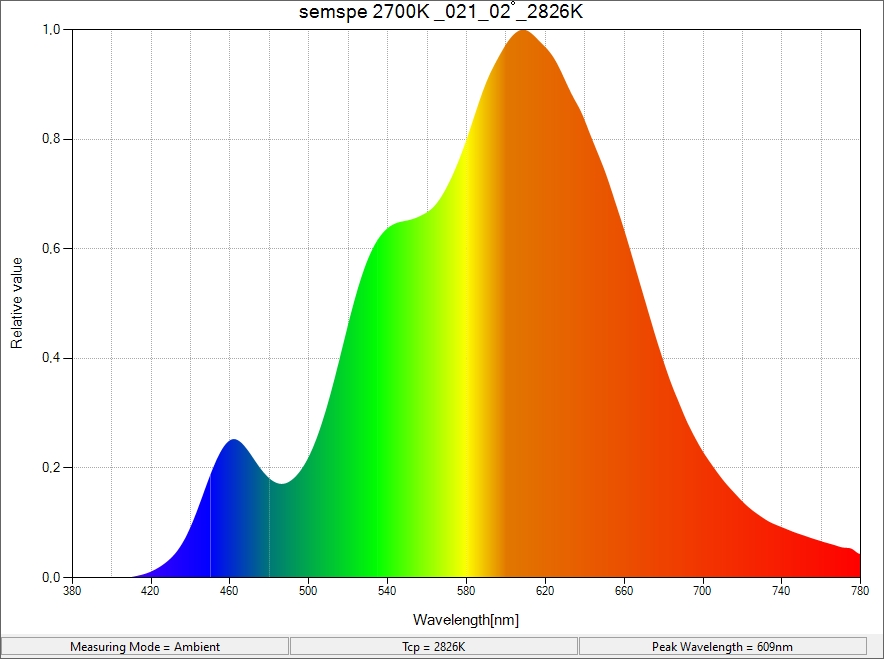 semspe 2700K _021_02°_2826K
1.0
0.8
0.6
0.4
0.2
0.0
Relative value
380 420 460 500 540 580 620 660 700 740 780
Wavelength[nm]
Measuring Mode = Ambient Tcp = 2826K Peak Wavelength = 609nm